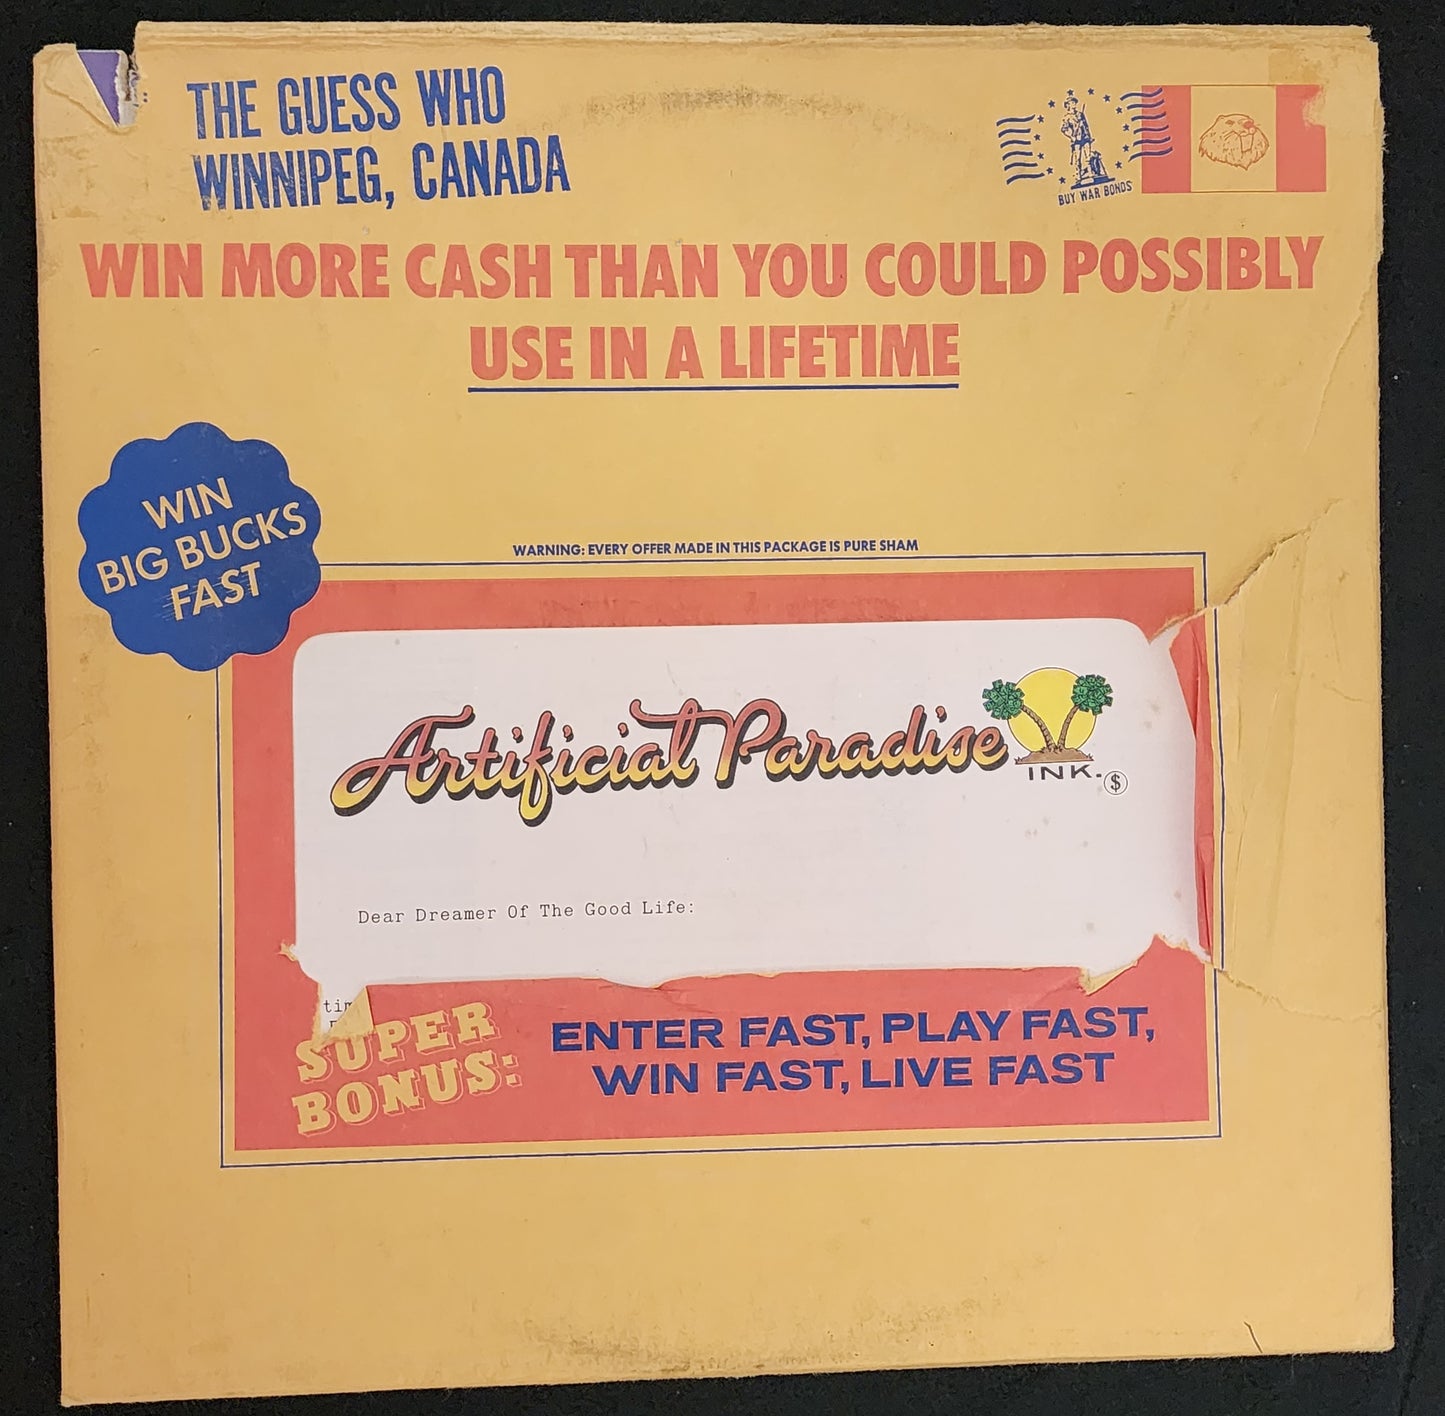 THE GUESS WHO
WINNIPEG, CANADA
BUY WAR BONDS
WIN MORE CASH THAN YOU COULD POSSIBLY
USE IN A LIFETIME
WIN
BIG BUCKS
FAST
WARNING: EVERY OFFER MADE IN THIS PACKAGE IS PURE SHAM
Artificial Paradise
INK.
$
Dear Dreamer Of The Good Life:
SUPER
BONUS:
ENTER FAST, PLAY FAST,
WIN FAST, LIVE FAST